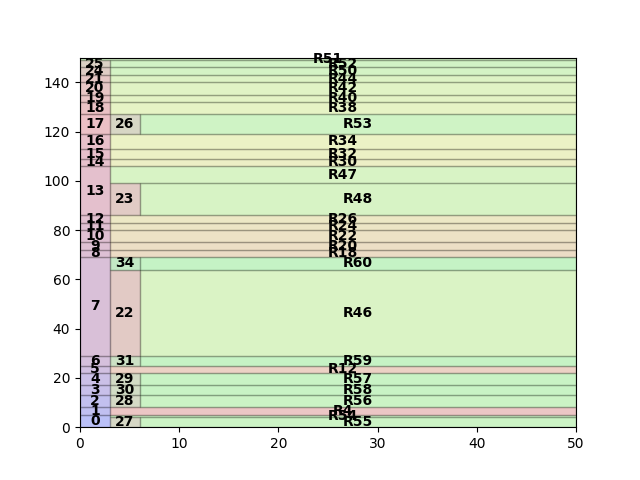 R51
25 R52
24 R50
21 R44
140 20 R42
19 R40
18 R38
120 17 26 R53
16 R34
15 R32
14 R30
100 13 R47
23 R48
12 R26
11 R24
80 10 R22
9 R20
8 R18
34 R60
60
7 22 R46
40
6 31 R59
5 R12
20 4 29 R57
3 30 R58
2 28 R56
1 R4
R54
0 0 27 R55
0 10 20 30 40 50